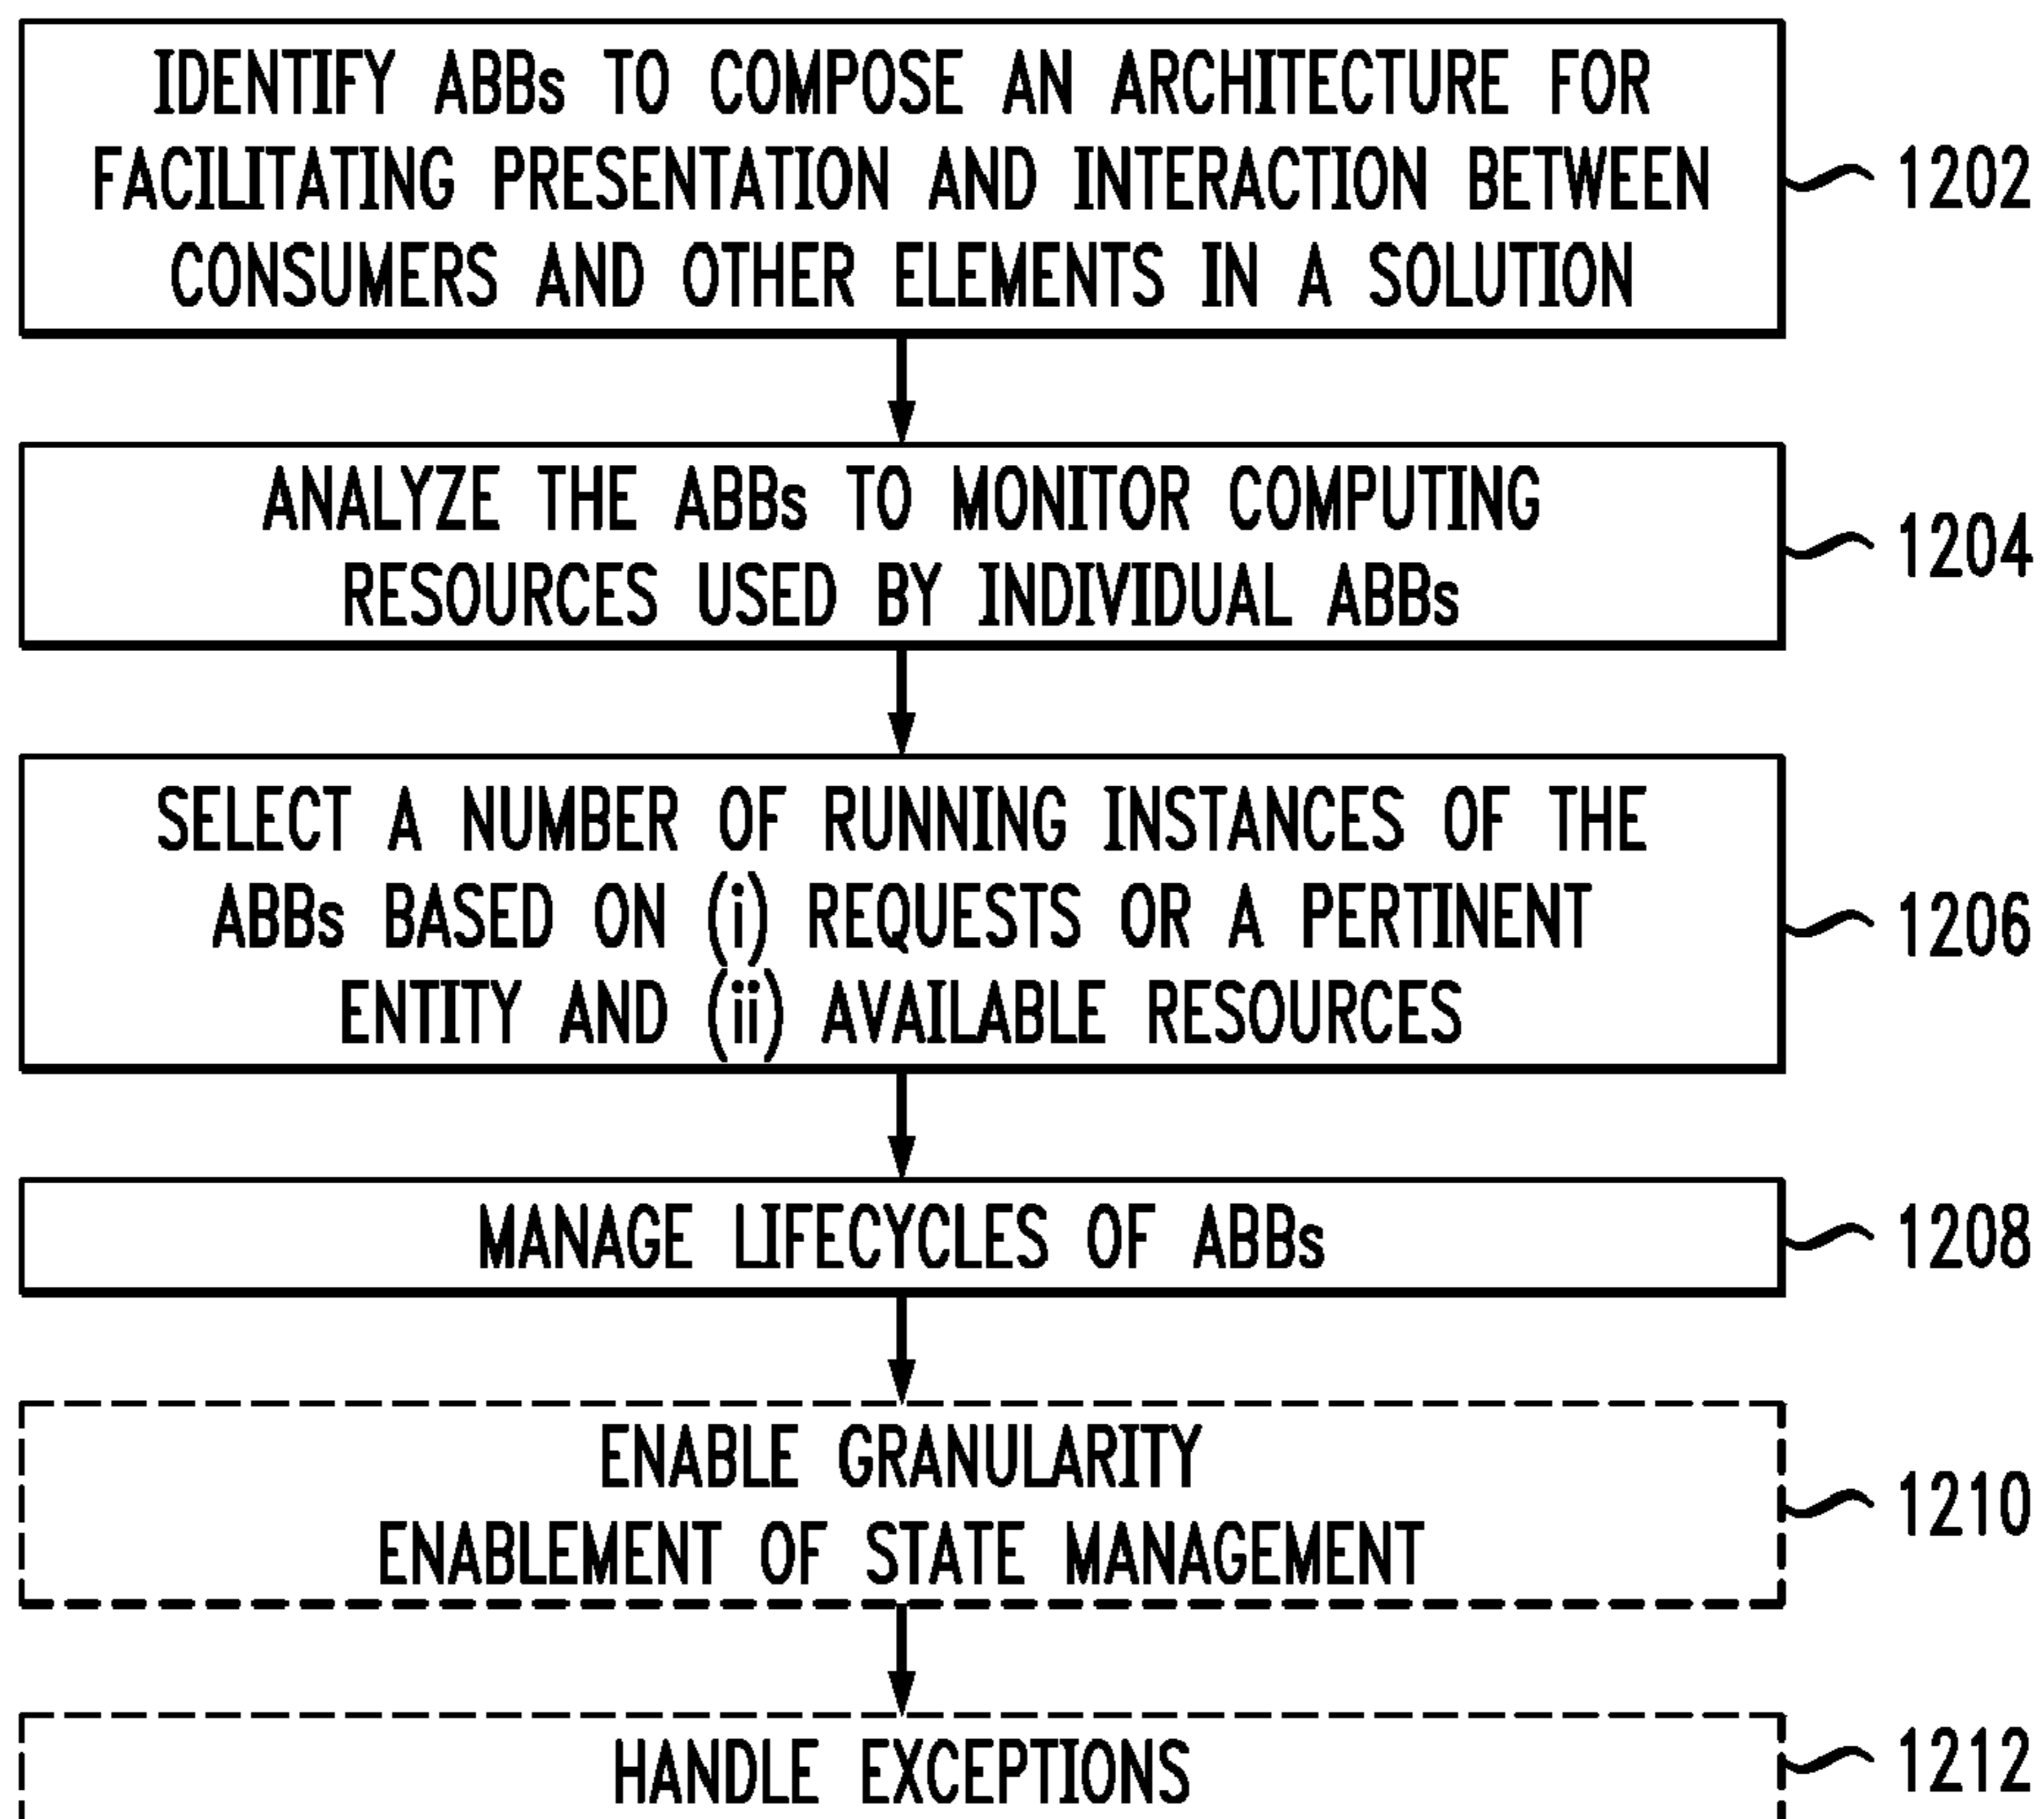 IDENTIFY ABBs TO COMPOSE AN ARCHITECTURE FOR
FACILITATING PRESENTATION AND INTERACTION BETWEEN
CONSUMERS AND OTHER ELEMENTS IN A SOLUTION
1202
ANALYZE THE ABBs TO MONITOR COMPUTING
RESOURCES USED BY INDIVIDUAL ABBs
1204
SELECT A NUMBER OF RUNNING INSTANCES OF THE
ABBs BASED ON (i) REQUESTS OR A PERTINENT
ENTITY AND (ii) AVAILABLE RESOURCES
1206
MANAGE LIFECYCLES OF ABBs
1208
ENABLE GRANULARITY
ENABLEMENT OF STATE MANAGEMENT
1210
HANDLE EXCEPTIONS
1212